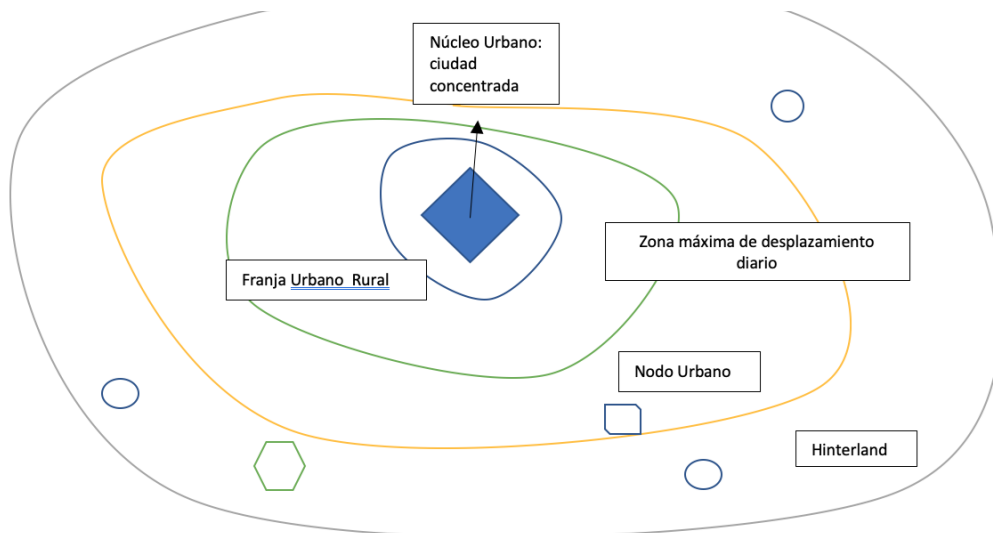 Núcleo Urbano:
ciudad
concentrada
Zona máxima de desplazamiento
diario
Franja Urbano Rural
Nodo Urbano
Hinterland